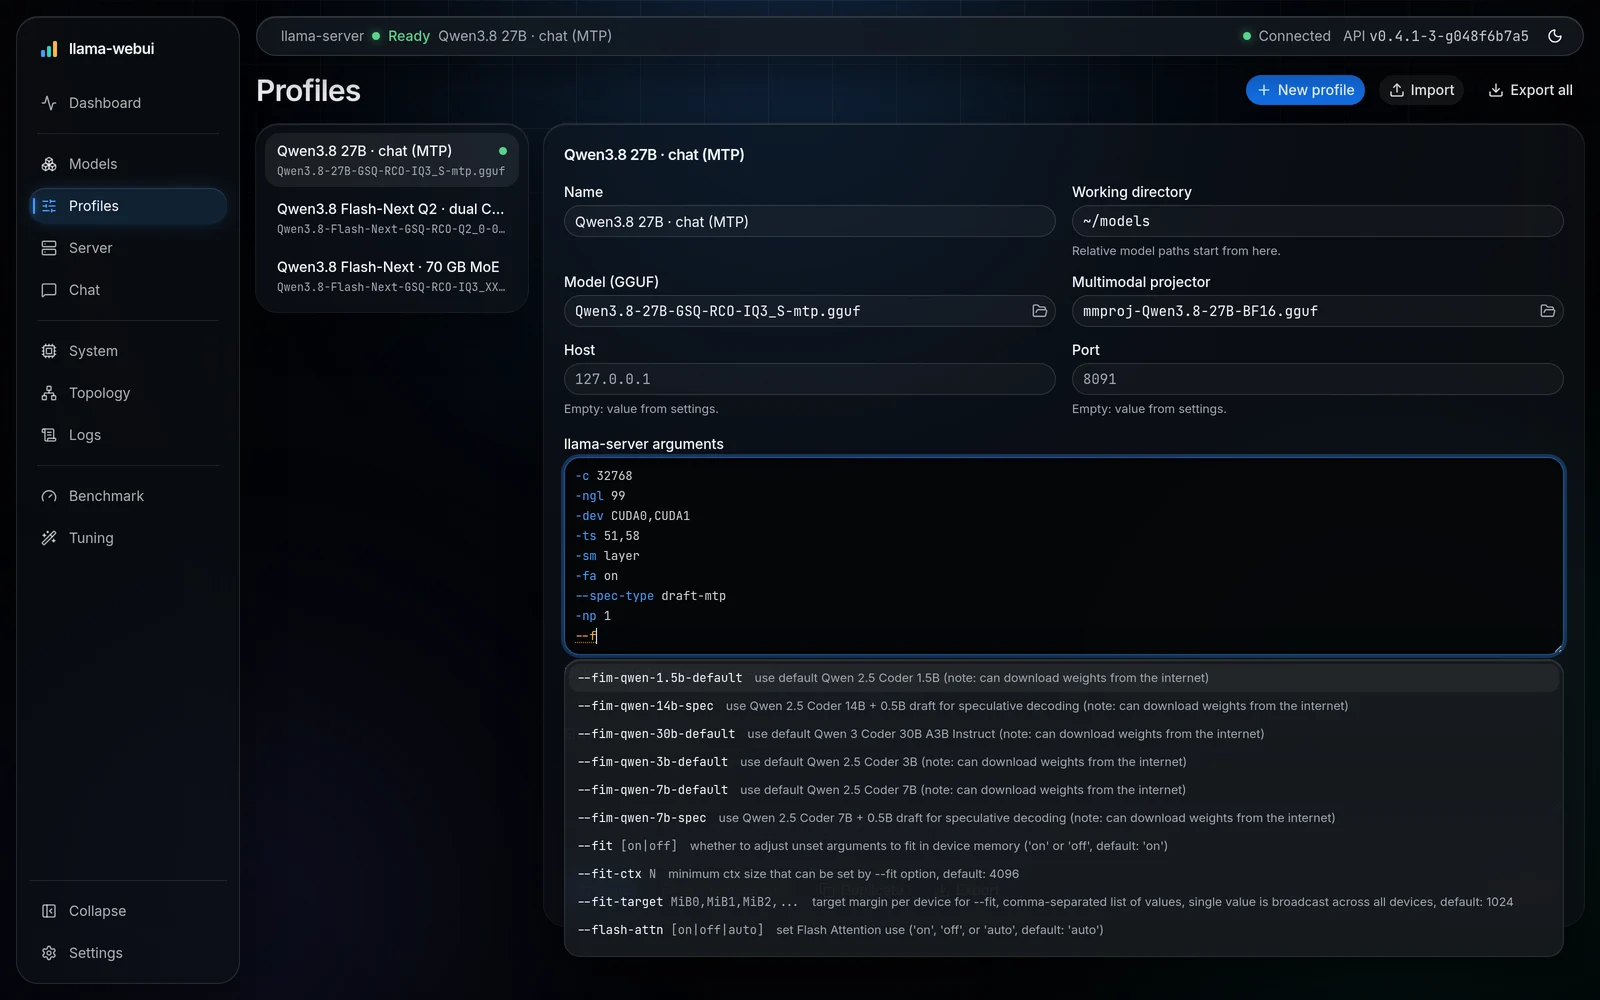 llama-webui
Dashboard
Models
Profiles
Server
Chat
System
Topology
Logs
Benchmark
Tuning
Collapse
Settings
llama-server Ready Qwen3.8 27B · chat (MTP)
Connected API v0.4.1-3-g048f6b7a5
Profiles
New profile
Import
Export all
Qwen3.8 27B · chat (MTP)
Qwen3.8-27B-GSQ-RCO-IQ3_S-mtp.gguf
Qwen3.8 Flash-Next Q2 · dual C...
Qwen3.8-Flash-Next-GSQ-RCO-Q2_0-0...
Qwen3.8 Flash-Next · 70 GB MoE
Qwen3.8-Flash-Next-GSQ-RCO-IQ3_XX...
Qwen3.8 27B · chat (MTP)
Name
Qwen3.8 27B · chat (MTP)
Working directory
~/models
Relative model paths start from here.
Model (GGUF)
Qwen3.8-27B-GSQ-RCO-IQ3_S-mtp.gguf
Multimodal projector
mmproj-Qwen3.8-27B-BF16.gguf
Host
127.0.0.1
Empty: value from settings.
Port
8091
Empty: value from settings.
llama-server arguments
-c 32768
-ngl 99
-dev CUDA0,CUDA1
-ts 51,58
-sm layer
-fa on
--spec-type draft-mtp
-np 1
--f
--fim-qwen-1.5b-default use default Qwen 2.5 Coder 1.5B (note: can download weights from the internet)
--fim-qwen-14b-spec use Qwen 2.5 Coder 14B + 0.5B draft for speculative decoding (note: can download weights from the internet)
--fim-qwen-30b-default use default Qwen 3 Coder 30B A3B Instruct (note: can download weights from the internet)
--fim-qwen-3b-default use default Qwen 2.5 Coder 3B (note: can download weights from the internet)
--fim-qwen-7b-default use default Qwen 2.5 Coder 7B (note: can download weights from the internet)
--fim-qwen-7b-spec use Qwen 2.5 Coder 7B + 0.5B draft for speculative decoding (note: can download weights from the internet)
--fit [on|off] whether to adjust unset arguments to fit in device memory ('on' or 'off', default: 'on')
--fit-ctx N minimum ctx size that can be set by --fit option, default: 4096
--fit-target MiB0,MiB1,MiB2,... target margin per device for --fit, comma-separated list of values, single value is broadcast across all devices, default: 1024
--flash-attn [on|off|auto] set Flash Attention use ('on', 'off', or 'auto', default: 'auto')